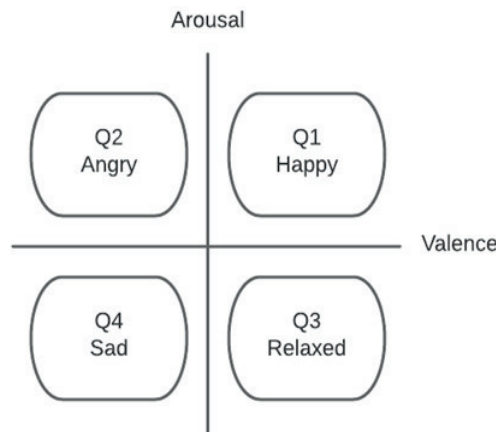 Arousal
Q2
Angry
Q1
Happy
Valence
Q4
Sad
Q3
Relaxed